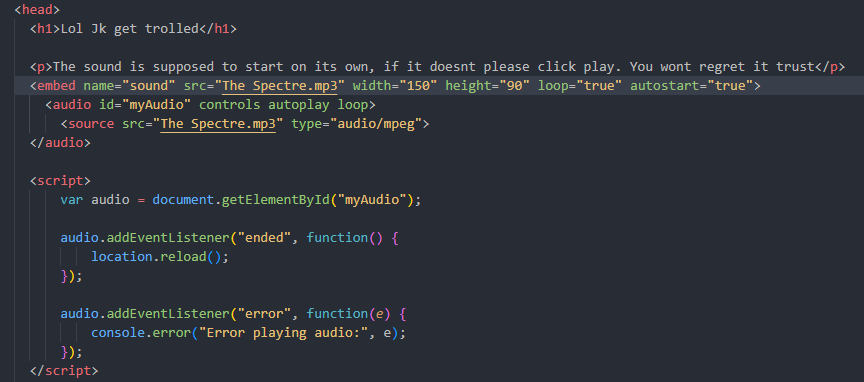 <head>
<h1>Lol Jk get trolled</h1>
<p>The sound is supposed to start on its own, if it doesnt please click play. You wont regret it trust</p>
<embed name="sound" src="The Spectre.mp3" width="150" height="90" loop="true" autostart="true">
<audio id="myAudio" controls autoplay loop>
<source src="The Spectre.mp3" type="audio/mpeg">
</audio>
<script>
var audio = document.getElementById("myAudio");
audio.addEventListener("ended", function() {
location.reload();
});
audio.addEventListener("error", function(e) {
console.error("Error playing audio:", e);
});
</script>